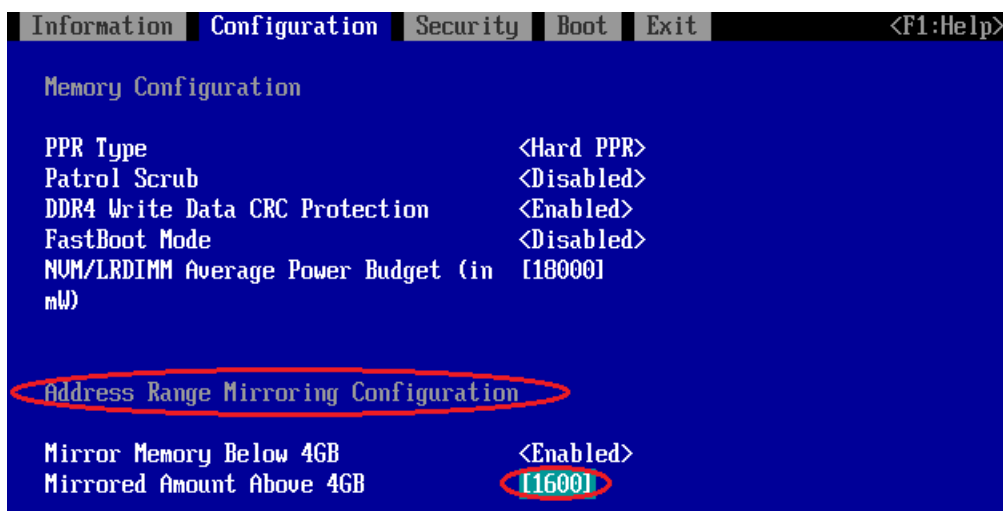 Information Configuration Security Boot Exit <F1:Help>
Memory Configuration
PPR Type <Hard PPR>
Patrol Scrub <Disabled>
DDR4 Write Data CRC Protection <Enabled>
FastBoot Mode <Disabled>
NVM/LRDIMM Average Power Budget (in [18000]
mW)
Address Range Mirroring Configuration
Mirror Memory Below 4GB <Enabled>
Mirrored Amount Above 4GB [1600]